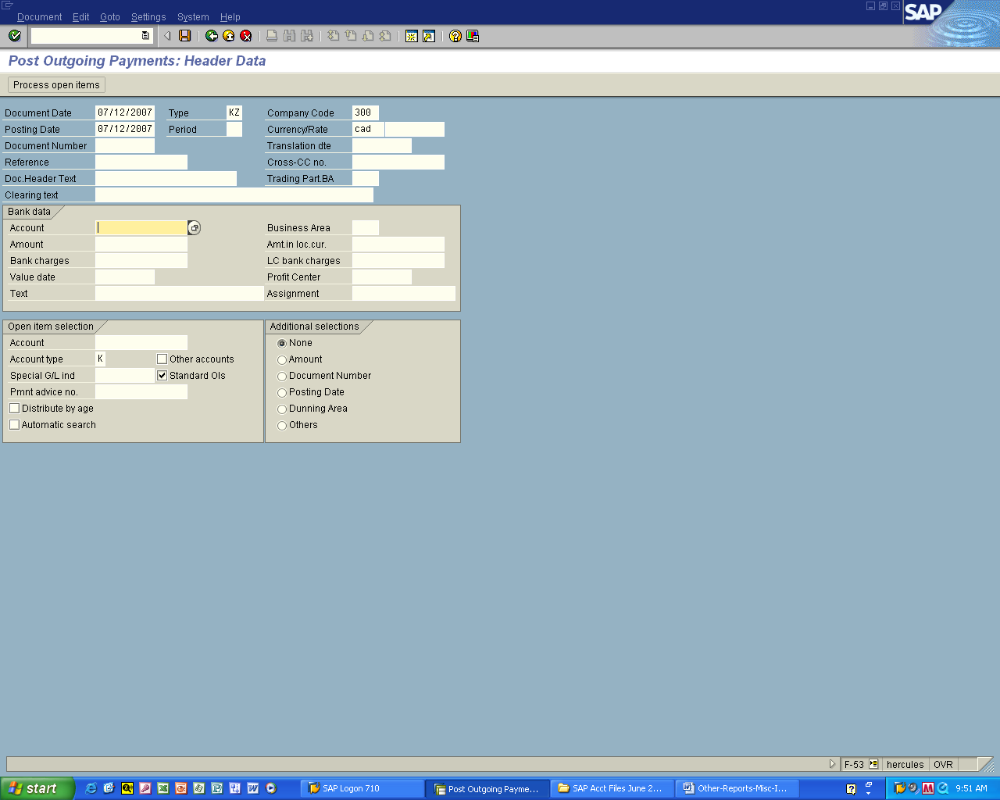 Document Edit Goto Settings System Help
SAP
Post Outgoing Payments: Header Data
Process open items
Document Date 07/12/2007 Type KZ Company Code 300
Posting Date 07/12/2007 Period Currency/Rate cad
Document Number Translation dte
Reference Cross-CC no.
Doc.Header Text Trading Part.BA
Clearing text
Bank data
Account Business Area
Amount Amt.in loc.cur.
Bank charges LC bank charges
Value date Profit Center
Text Assignment
Open item selection Additional selections
Account None
Account type K Other accounts Amount
Special G/L ind Standard OIs Document Number
Pmnt advice no. Posting Date
Distribute by age Dunning Area
Automatic search Others
F-53 hercules OVR
start SAP Logon 710 Post Outgoing Payme... SAP Acct Files June 2... Other-Reports-Misc-I... 9:51 AM